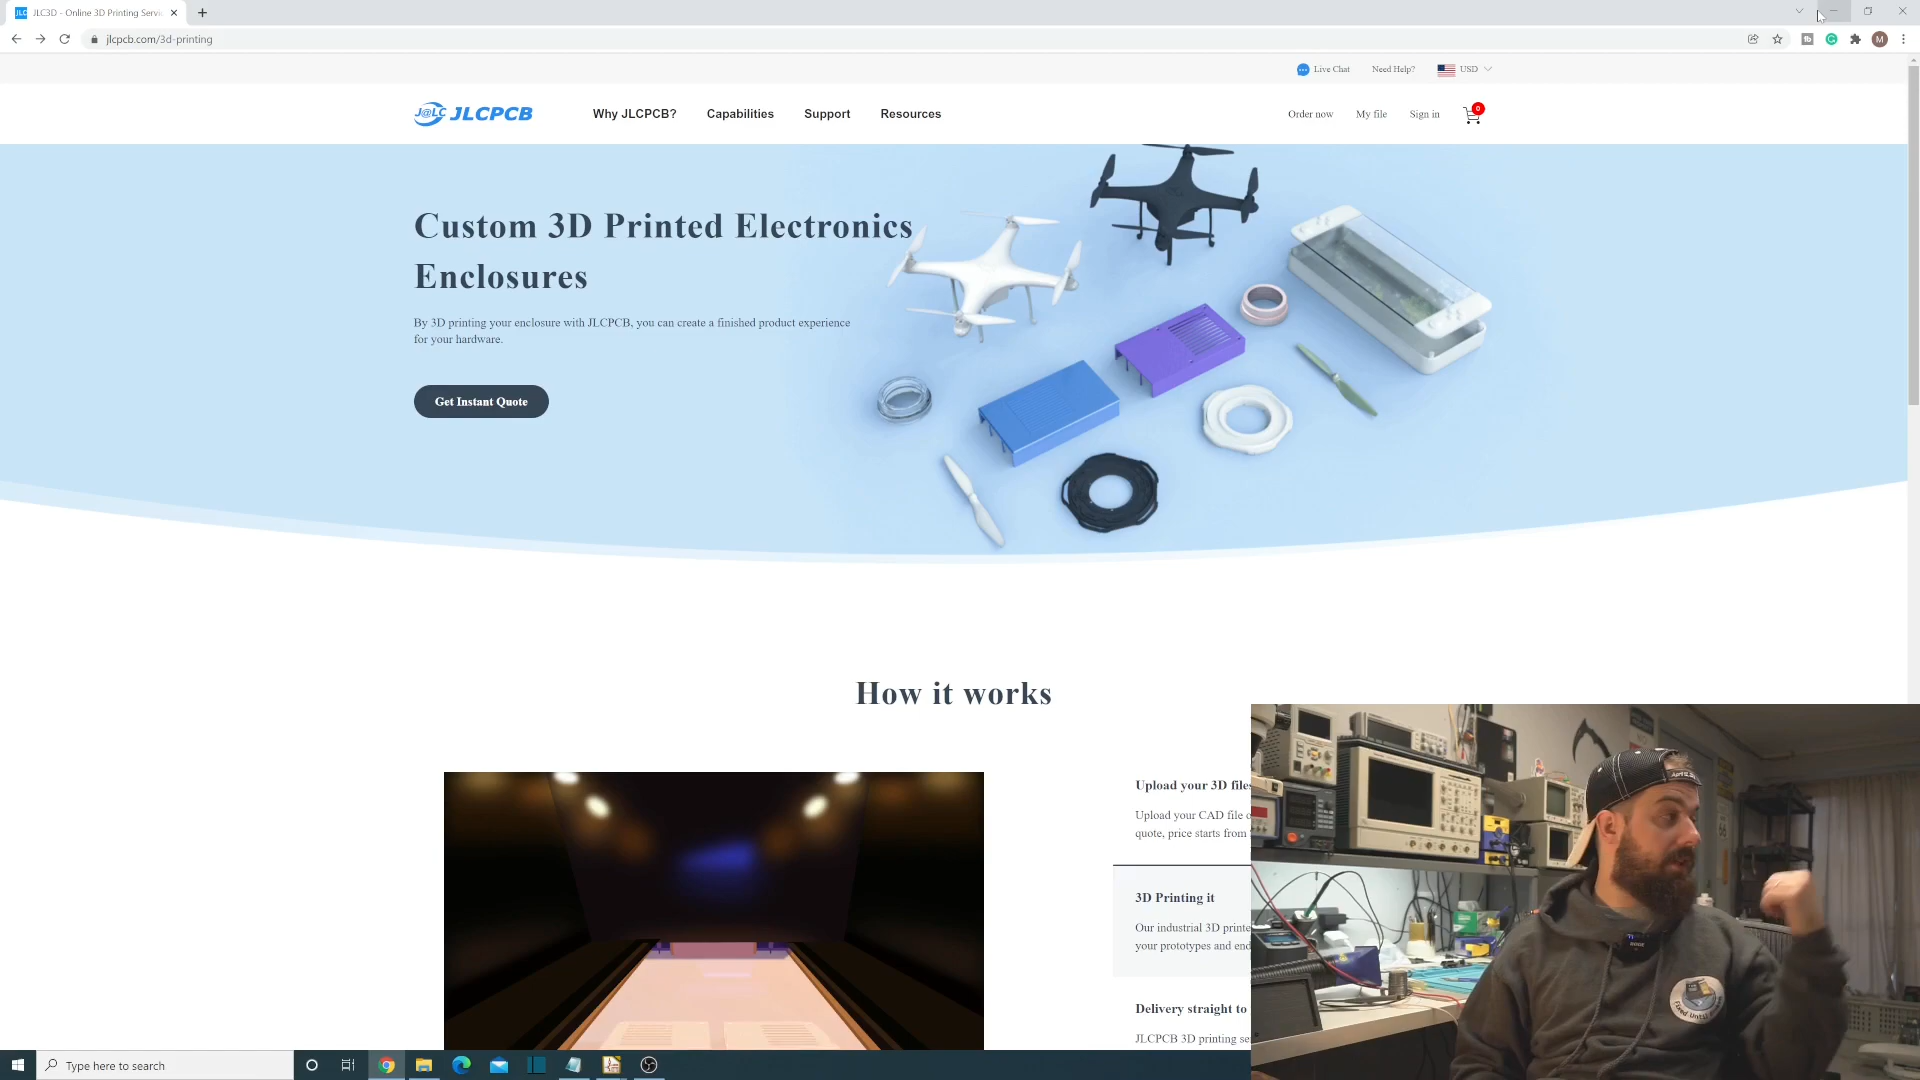 JLC3D - Online 3D Printing Servi
jlcpcb.com/3d-printing
Live Chat
Need Help?
USD
J@LC JLCPCB
Why JLCPCB?
Capabilities
Support
Resources
Order now
My file
Sign in
0
Custom 3D Printed Electronics
Enclosures
By 3D printing your enclosure with JLCPCB, you can create a finished product experience
for your hardware.
Get Instant Quote
How it works
Upload your 3D files
Upload your CAD file
quote, price starts from
3D Printing it
Our industrial 3D printe
your prototypes and end
Delivery straight to
JLCPCB 3D printing se
Type here to search